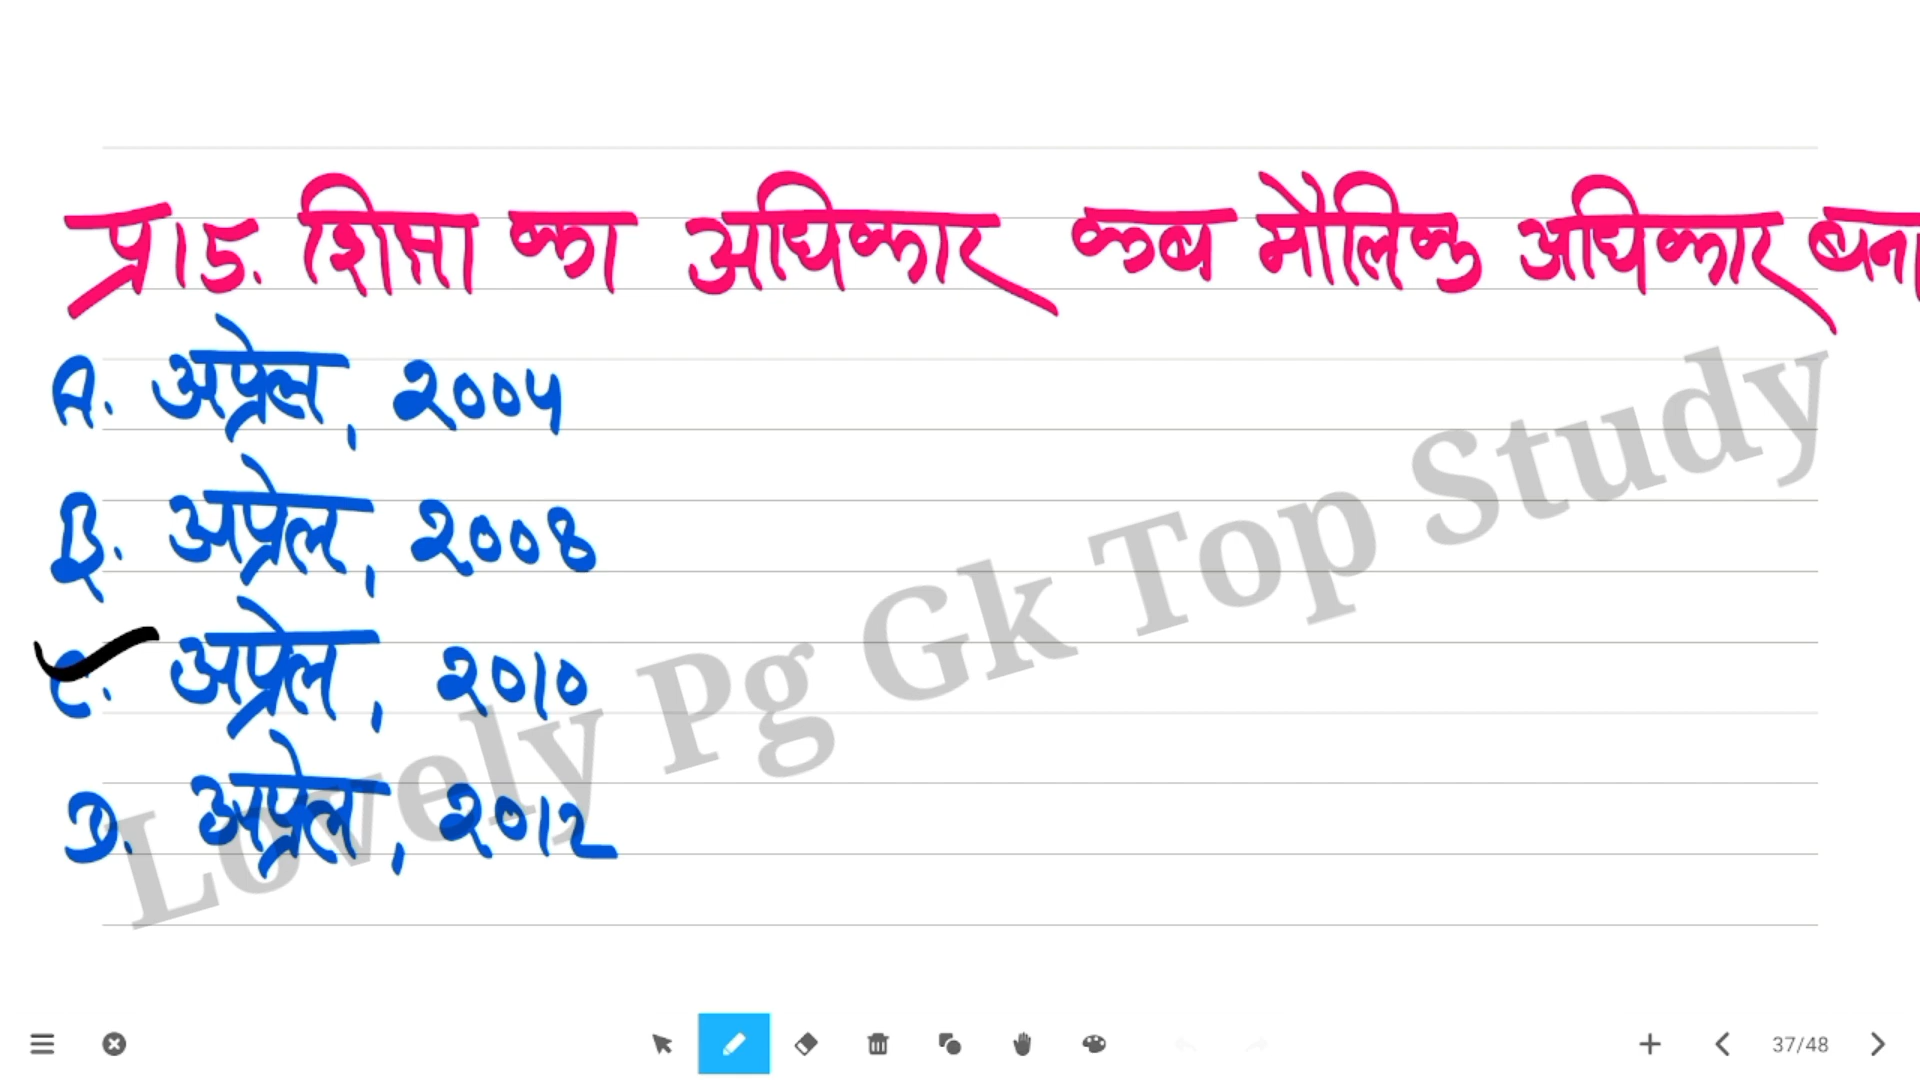 प्र15. शिक्षा का अधिकार कब मौलिक अधिकार बना
A. अप्रैल, 2004
B. अप्रैल, 2008
C. अप्रैल, 2010
D. अप्रैल, 2012
Lovely Pg Gk Top Study
37/48